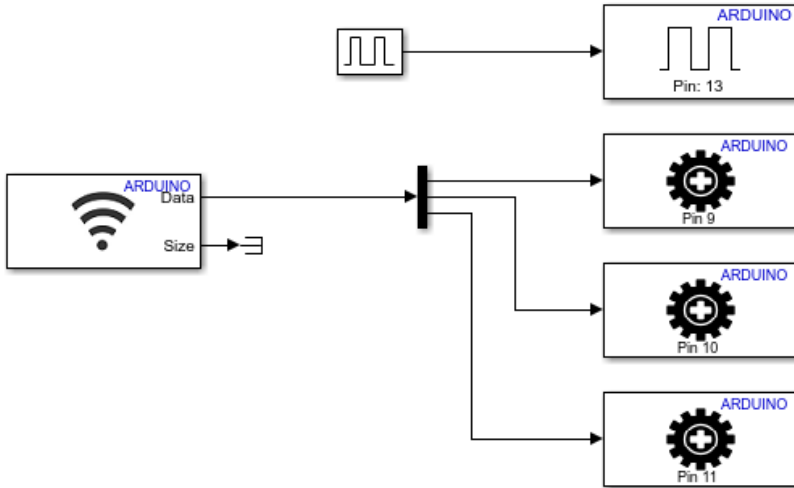 ARDUINO
Pin: 13
ARDUINO
Pin 9
ARDUINO
Data
Size
ARDUINO
Pin 10
ARDUINO
Pin 11